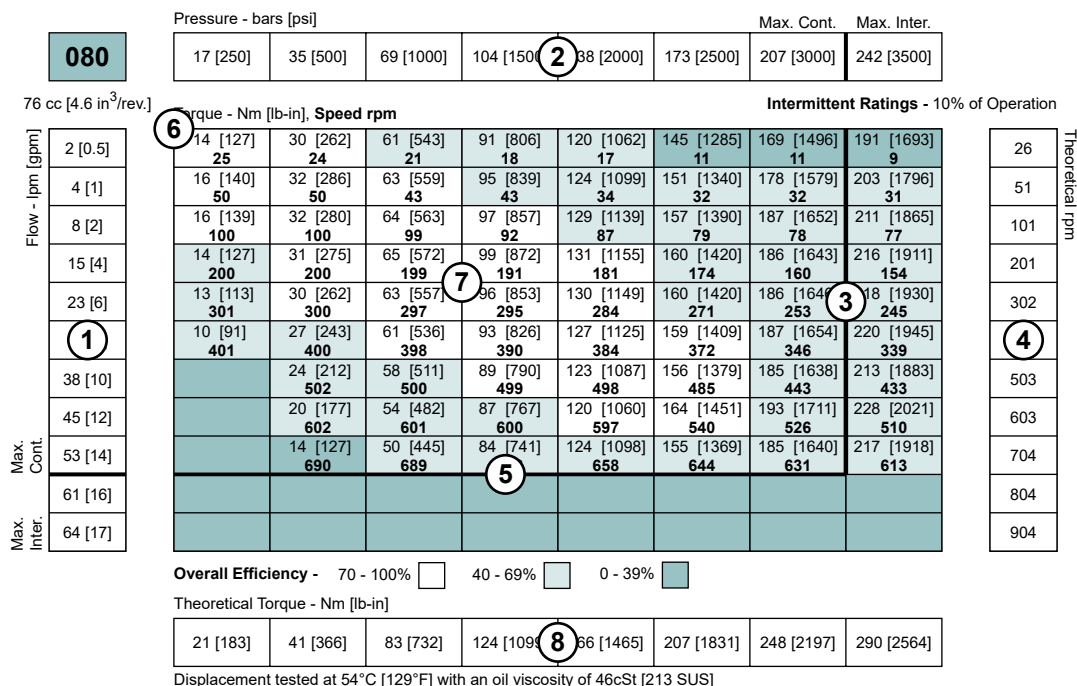 Pressure - bars [psi] Max. Cont. Max. Inter.
080 17 [250] 35 [500] 69 [1000] 104 [150 2 38 [2000] 173 [2500] 207 [3000] 242 [3500]
76 cc [4.6 in3/rev.] Torque - Nm [lb-in], Speed rpm Intermittent Ratings - 10% of Operation
6
Flow - lpm [gpm]
Theoretical rpm
2 [0.5] 14 [127] 30 [262] 61 [543] 91 [806] 120 [1062] 145 [1285] 169 [1496] 191 [1693] 26
25 24 21 18 17 11 11 9
4 [1] 16 [140] 32 [286] 63 [559] 95 [839] 124 [1099] 151 [1340] 178 [1579] 203 [1796] 51
50 50 43 43 34 32 32 31
8 [2] 16 [139] 32 [280] 64 [563] 97 [857] 129 [1139] 157 [1390] 187 [1652] 211 [1865] 101
100 100 99 92 87 79 78 77
15 [4] 14 [127] 31 [275] 65 [572] 99 [872] 131 [1155] 160 [1420] 186 [1643] 216 [1911] 201
200 200 199 191 181 174 160 154
7
23 [6] 13 [113] 30 [262] 63 [557 96 [853] 130 [1149] 160 [1420] 186 [164 3 18 [1930] 302
301 300 297 295 284 271 253 245
1 10 [91] 27 [243] 61 [536] 93 [826] 127 [1125] 159 [1409] 187 [1654] 220 [1945] 4
401 400 398 390 384 372 346 339
38 [10] 24 [212] 58 [511] 89 [790] 123 [1087] 156 [1379] 185 [1638] 213 [1883] 503
502 500 499 498 485 443 433
45 [12] 20 [177] 54 [482] 87 [767] 120 [1060] 164 [1451] 193 [1711] 228 [2021] 603
602 601 600 597 540 526 510
Max. Cont.
53 [14] 14 [127] 50 [445] 84 [741] 124 [1098] 155 [1369] 185 [1640] 217 [1918] 704
690 689 5 658 644 631 613
61 [16] 804
Max. Inter.
64 [17] 904
Overall Efficiency - 70 - 100% 40 - 69% 0 - 39%
Theoretical Torque - Nm [lb-in]
21 [183] 41 [366] 83 [732] 124 [109 8 66 [1465] 207 [1831] 248 [2197] 290 [2564]
Displacement tested at 54°C [129°F] with an oil viscosity of 46cSt [213 SUS]